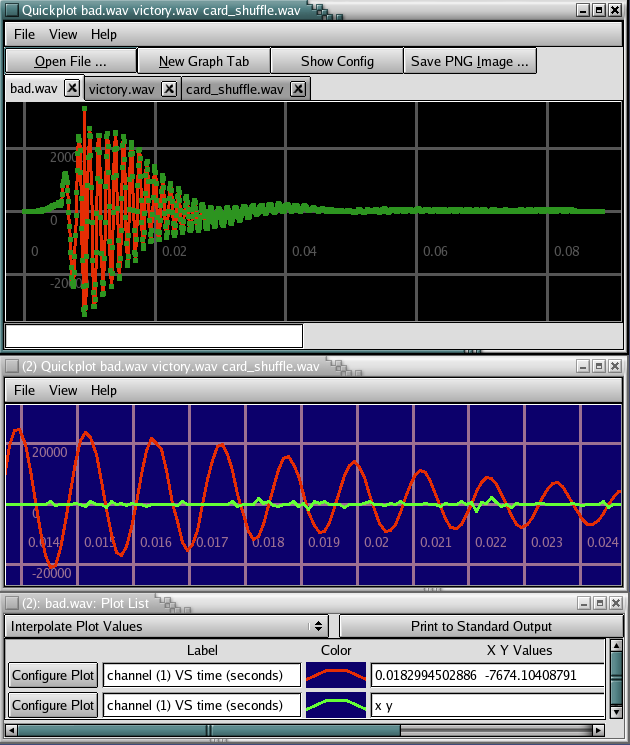 Quickplot bad.wav victory.wav card_shuffle.wav
File View Help
Open File ... New Graph Tab Show Config Save PNG Image ...
bad.wav victory.wav card_shuffle.wav
2000
0
0 0.02 0.04 0.06 0.08
-2000
(2) Quickplot bad.wav victory.wav card_shuffle.wav
File View Help
20000
0
0.014 0.015 0.016 0.017 0.018 0.019 0.02 0.021 0.022 0.023 0.024
-20000
(2): bad.wav: Plot List
Interpolate Plot Values Print to Standard Output
Label Color X Y Values
Configure Plot channel (1) VS time (seconds) 0.0182994502886 -7674.10408791
Configure Plot channel (1) VS time (seconds) x y